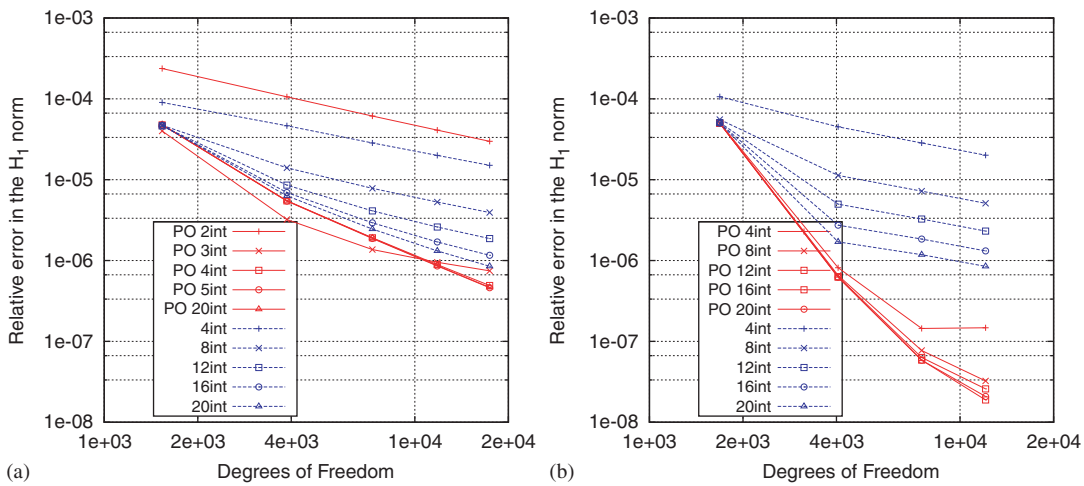 1e-03
1e-04
1e-05
1e-06
1e-07
1e-08
Relative error in the H1 norm
PO 2int
PO 3int
PO 4int
PO 5int
PO 20int
4int
8int
12int
16int
20int
1e+03
2e+03
4e+03
1e+04
2e+04
(a)
Degrees of Freedom
1e-03
1e-04
1e-05
1e-06
1e-07
1e-08
Relative error in the H1 norm
PO 4int
PO 8int
PO 12int
PO 16int
PO 20int
4int
8int
12int
16int
20int
1e+03
2e+03
4e+03
1e+04
2e+04
(b)
Degrees of Freedom